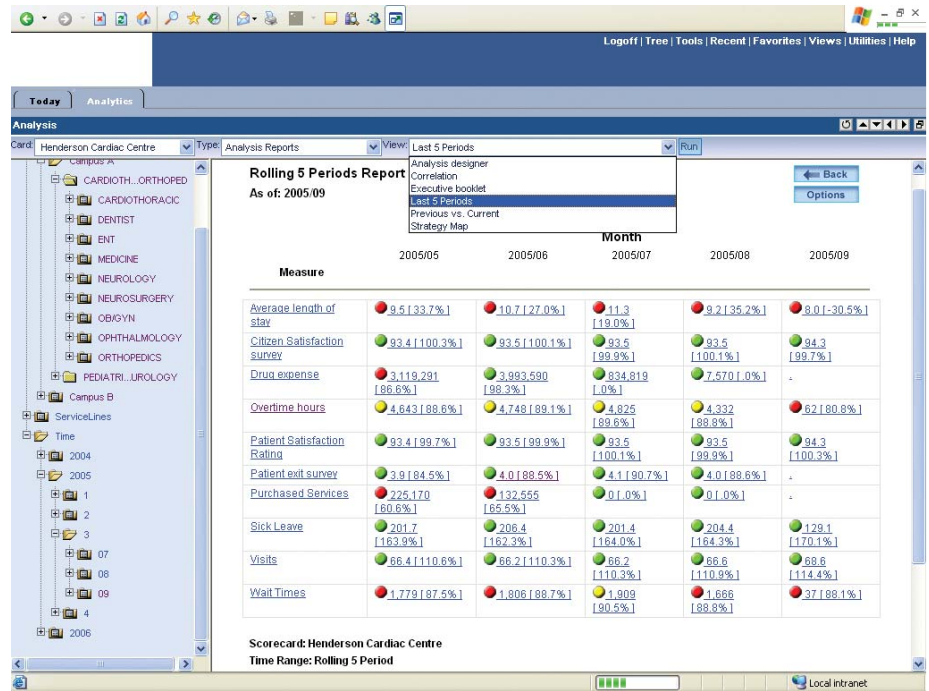 Logoff | Tree | Tools | Recent | Favorites | Views | Utilities | Help
Today Analytics
Analysis
Card: Henderson Cardiac Centre Type: Analysis Reports View: Last 5 Periods Run
Analysis designer
Correlation
Executive booklet
Last 5 Periods
Previous vs. Current
Strategy Map
Campus A
CARDIOTH...ORTHOPED
CARDIOTHORACIC
DENTIST
ENT
MEDICINE
NEUROLOGY
NEUROSURGERY
OB/GYN
OPHTHALMOLOGY
ORTHOPEDICS
PEDIATRI...UROLOGY
Campus B
ServiceLines
Time
2004
2005
1
2
3
07
08
09
4
2006
Rolling 5 Periods Report
As of: 2005/09
Back
Options
Month
2005/05 2005/06 2005/07 2005/08 2005/09
Measure
Average length of stay 9.5 [33.7%] 10.7 [27.0%] 11.3 [19.0%] 9.2 [35.2%] 8.0 [-30.5%]
Citizen Satisfaction survey 93.4 [100.3%] 93.5 [100.1%] 93.5 [99.9%] 93.5 [100.1%] 94.3 [99.7%]
Drug expense 3,119,291 [86.6%] 3,993,590 [98.3%] 834,819 [.0%] 7,570 [.0%] .
Overtime hours 4,643 [88.6%] 4,748 [89.1%] 4,825 [89.6%] 4,332 [88.8%] 62 [80.8%]
Patient Satisfaction Rating 93.4 [99.7%] 93.5 [99.9%] 93.5 [100.1%] 93.5 [99.9%] 94.3 [100.3%]
Patient exit survey 3.9 [84.5%] 4.0 [88.5%] 4.1 [90.7%] 4.0 [88.6%] .
Purchased Services 225,170 [60.6%] 132,555 [65.5%] 0 [.0%] 0 [.0%] .
Sick Leave 201.7 [163.9%] 206.4 [162.3%] 201.4 [164.0%] 204.4 [164.3%] 129.1 [170.1%]
Visits 66.4 [110.6%] 66.2 [110.3%] 66.2 [110.3%] 66.6 [110.9%] 68.6 [114.4%]
Wait Times 1,779 [87.5%] 1,806 [88.7%] 1,909 [90.5%] 1,666 [88.8%] 37 [88.1%]
Scorecard: Henderson Cardiac Centre
Time Range: Rolling 5 Period
Local intranet